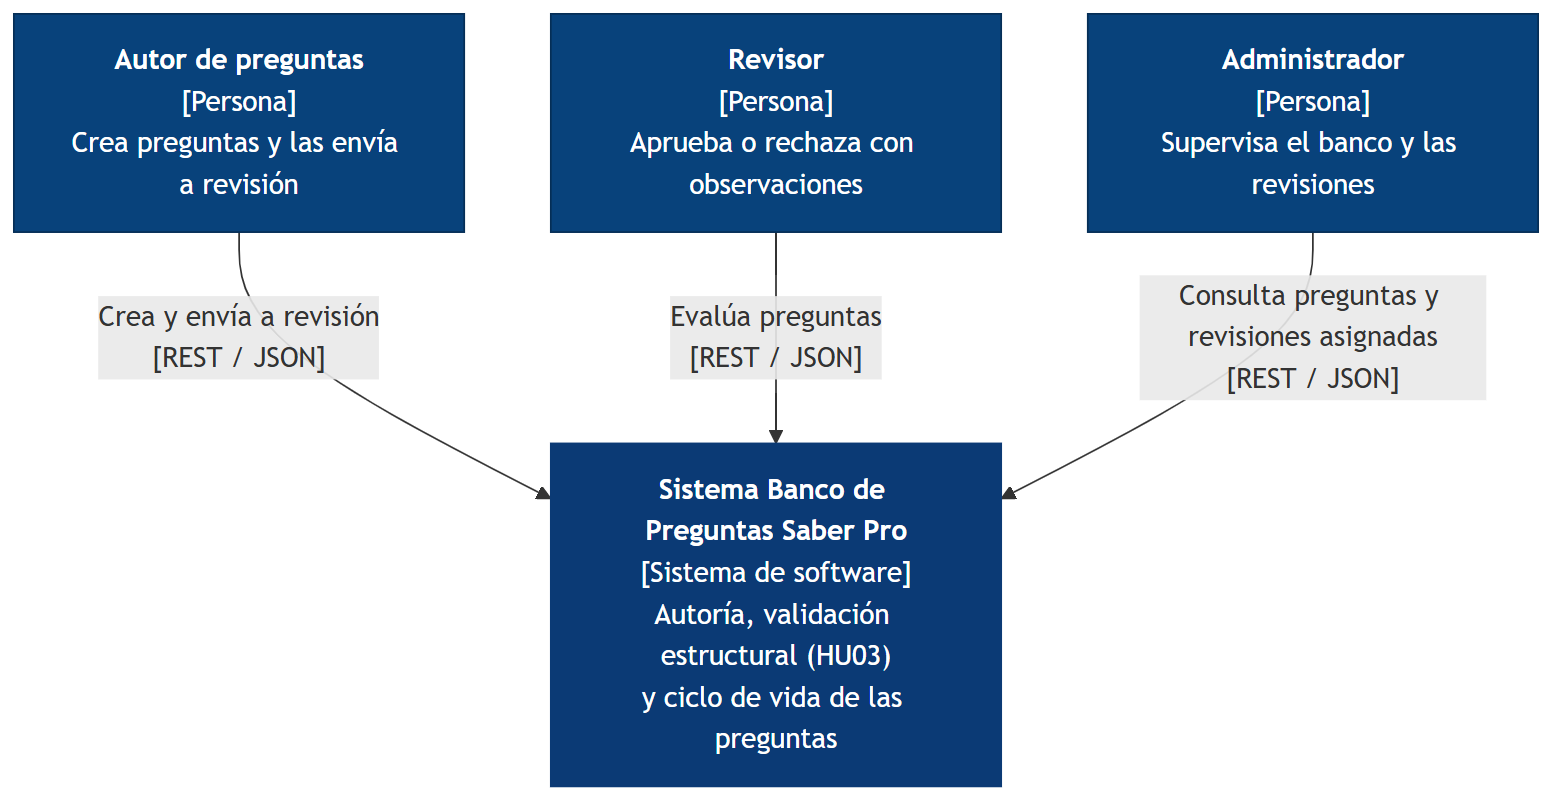 Autor de preguntas
[Persona]
Crea preguntas y las envía
a revisión
Revisor
[Persona]
Aprueba o rechaza con
observaciones
Administrador
[Persona]
Supervisa el banco y las
revisiones
Crea y envía a revisión
[REST / JSON]
Evalúa preguntas
[REST / JSON]
Consulta preguntas y
revisiones asignadas
[REST / JSON]
Sistema Banco de
Preguntas Saber Pro
[Sistema de software]
Autoría, validación
estructural (HU03)
y ciclo de vida de las
preguntas